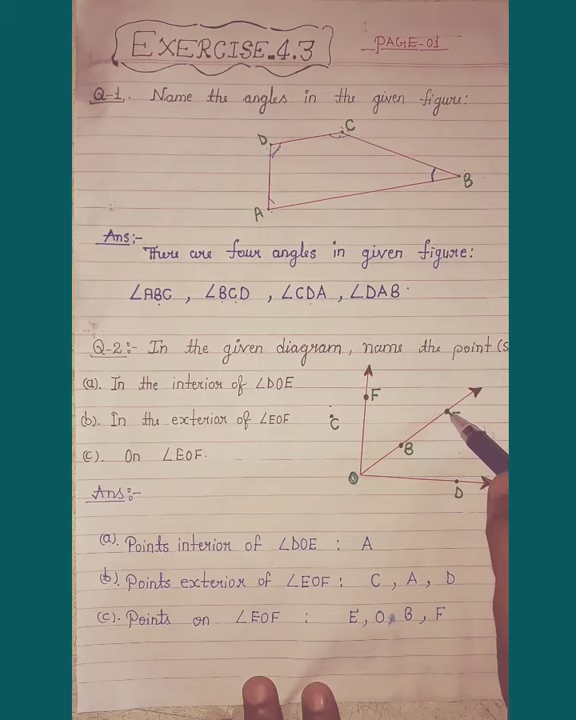 EXERCISE-4.3
PAGE-01
Q-1. Name the angles in the given figure:
D
C
B
A
Ans:-
There are four angles in given figure:
∠ABC , ∠BCD , ∠CDA , ∠DAB.
Q-2:- In the given diagram, name the point (s
(a). In the interior of ∠DOE
(b). In the exterior of ∠EOF
(c). On ∠EOF.
F
C
B
O
D
Ans:-
(a). Points interior of ∠DOE : A
(b). Points exterior of ∠EOF : C , A , D
(c). Points on ∠EOF : E, O, B, F